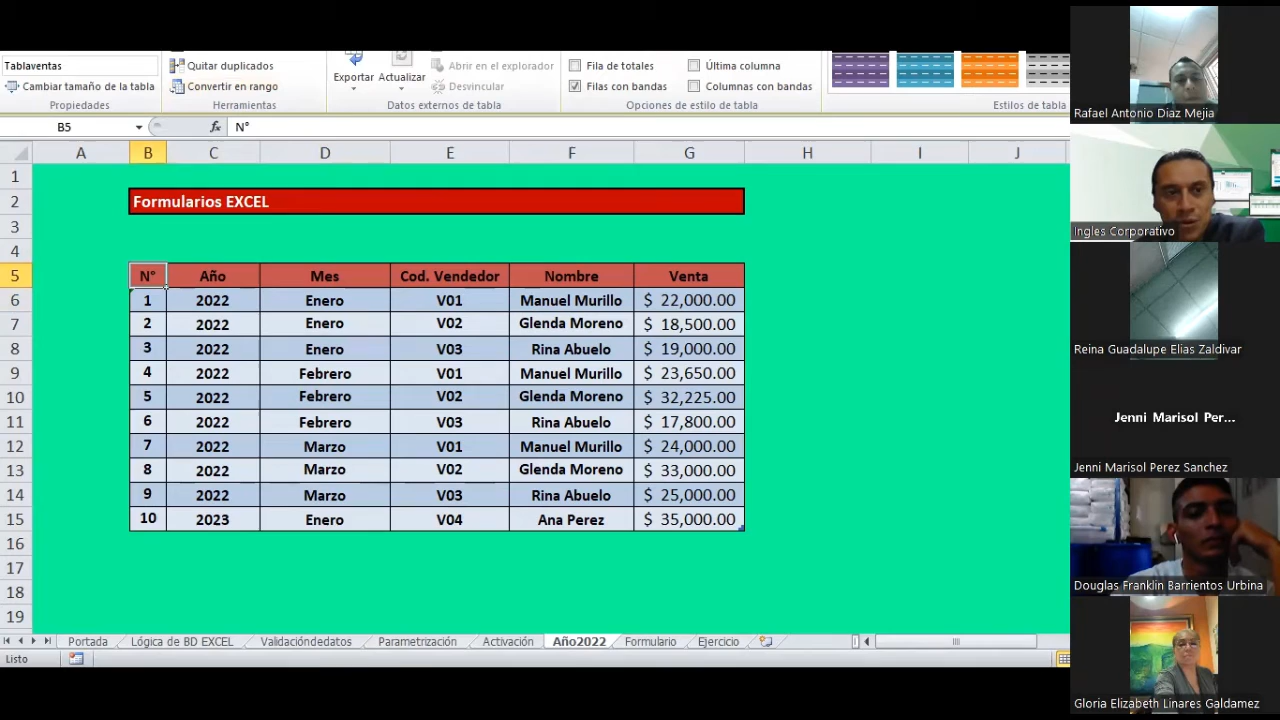 Tablaventas
Cambiar tamaño de la tabla
Propiedades
Quitar duplicados
Convertir en rango
Herramientas
Exportar
Actualizar
Abrir en el explorador
Desvincular
Datos externos de tabla
Fila de totales
Filas con bandas
Última columna
Columnas con bandas
Opciones de estilo de tabla
Estilos de tabla
B5 fx N°
A B C D E F G H I J
1
2 Formularios EXCEL
3
4
5 N° Año Mes Cod. Vendedor Nombre Venta
6 1 2022 Enero V01 Manuel Murillo $ 22,000.00
7 2 2022 Enero V02 Glenda Moreno $ 18,500.00
8 3 2022 Enero V03 Rina Abuelo $ 19,000.00
9 4 2022 Febrero V01 Manuel Murillo $ 23,650.00
10 5 2022 Febrero V02 Glenda Moreno $ 32,225.00
11 6 2022 Febrero V03 Rina Abuelo $ 17,800.00
12 7 2022 Marzo V01 Manuel Murillo $ 24,000.00
13 8 2022 Marzo V02 Glenda Moreno $ 33,000.00
14 9 2022 Marzo V03 Rina Abuelo $ 25,000.00
15 10 2023 Enero V04 Ana Perez $ 35,000.00
16
17
18
19
Portada Lógica de BD EXCEL Validacióndedatos Parametrización Activación Año2022 Formulario Ejercicio
Listo
Rafael Antonio Diaz Mejia
Ingles Corporativo
Reina Guadalupe Elias Zaldivar
Jenni Marisol Per...
Jenni Marisol Perez Sanchez
Douglas Franklin Barrientos Urbina
Gloria Elizabeth Linares Galdamez